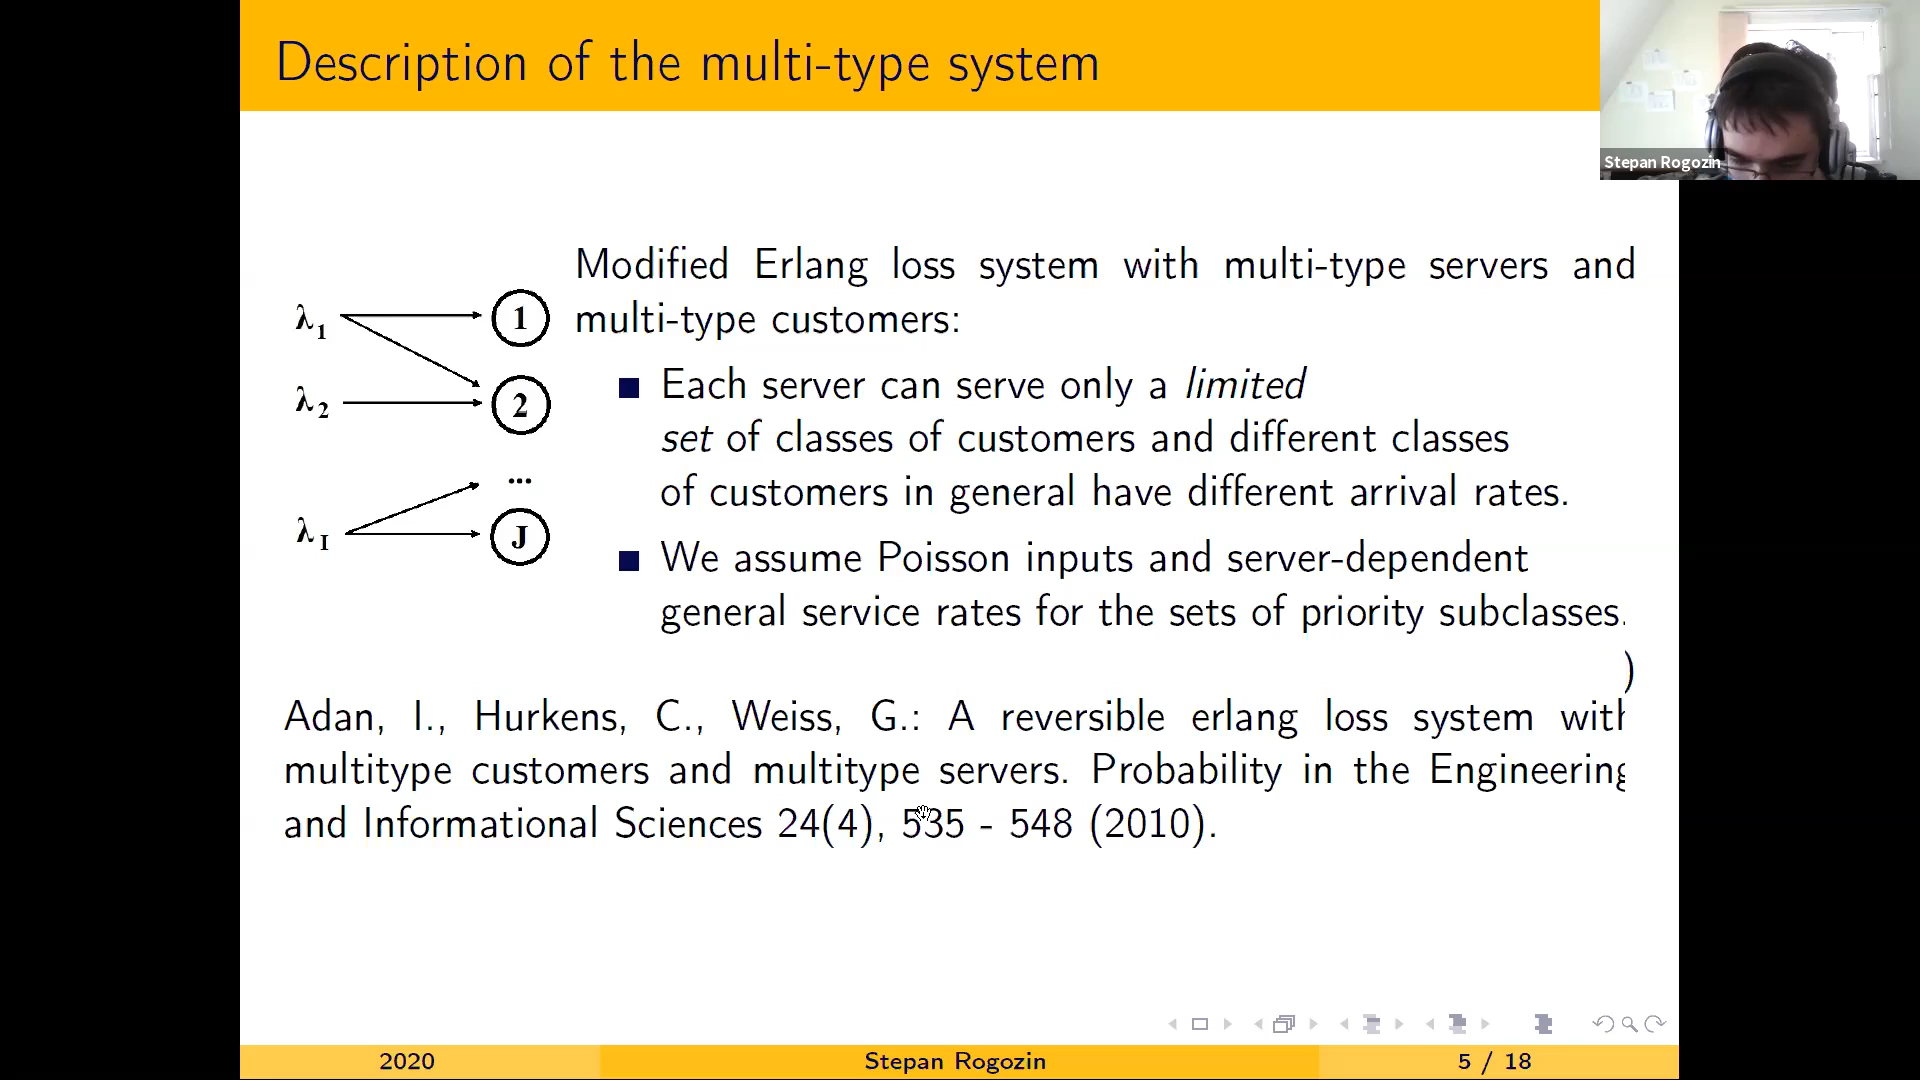 Description of the multi-type system
Stepan Rogozin
Modified Erlang loss system with multi-type servers and
multi-type customers:
λ1
1
Each server can serve only a limited
λ2
2
set of classes of customers and different classes
...
of customers in general have different arrival rates.
λI
J
We assume Poisson inputs and server-dependent
general service rates for the sets of priority subclasses.
)
Adan, I., Hurkens, C., Weiss, G.: A reversible erlang loss system with
multitype customers and multitype servers. Probability in the Engineering
and Informational Sciences 24(4), 535 - 548 (2010).
2020
Stepan Rogozin
5 / 18